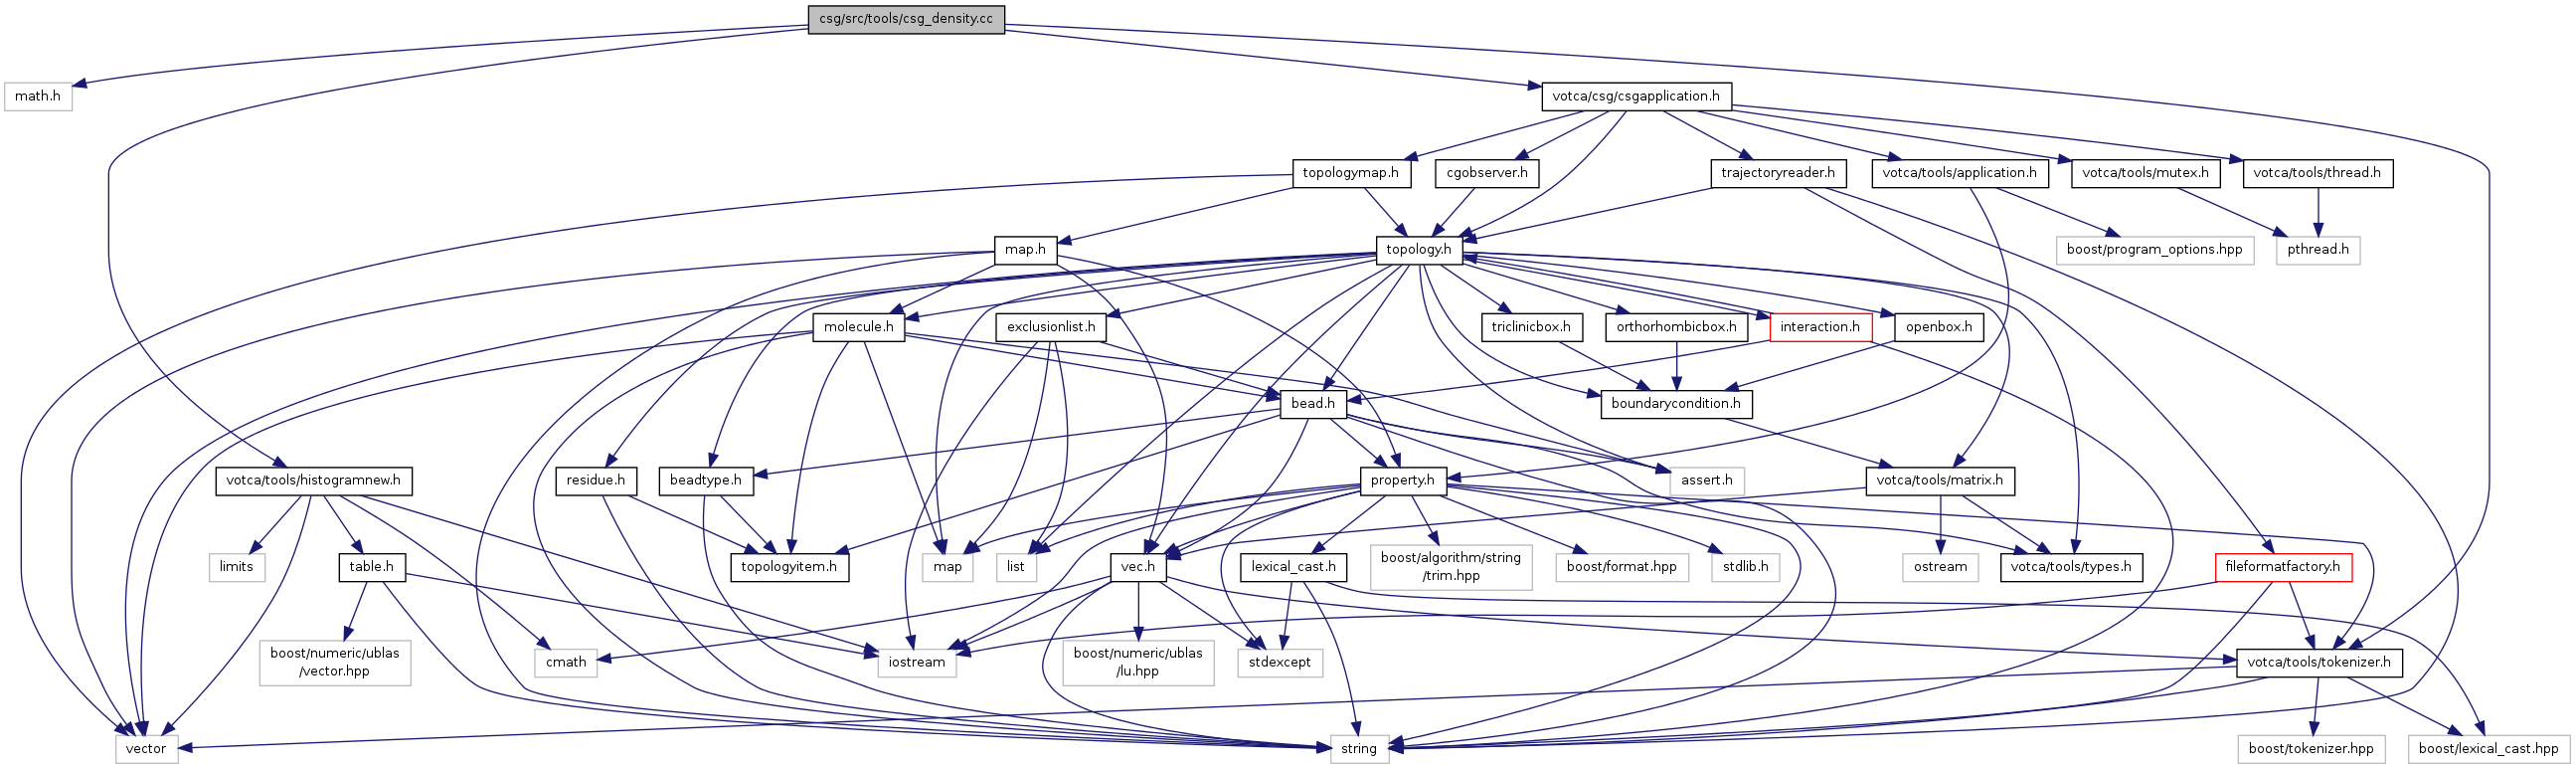 csg/src/tools/csg_density.cc
math.h
votca/csg/csgapplication.h
topologymap.h
cgobserver.h
trajectoryreader.h
votca/tools/application.h
votca/tools/mutex.h
votca/tools/thread.h
map.h
topology.h
boost/program_options.hpp
pthread.h
molecule.h
exclusionlist.h
triclinicbox.h
orthorhombicbox.h
interaction.h
openbox.h
bead.h
boundarycondition.h
votca/tools/histogramnew.h
residue.h
beadtype.h
property.h
assert.h
votca/tools/matrix.h
limits
table.h
topologyitem.h
map
list
vec.h
lexical_cast.h
boost/algorithm/string
/trim.hpp
boost/format.hpp
stdlib.h
ostream
votca/tools/types.h
fileformatfactory.h
boost/numeric/ublas
/vector.hpp
cmath
iostream
boost/numeric/ublas
/lu.hpp
stdexcept
votca/tools/tokenizer.h
vector
string
boost/tokenizer.hpp
boost/lexical_cast.hpp